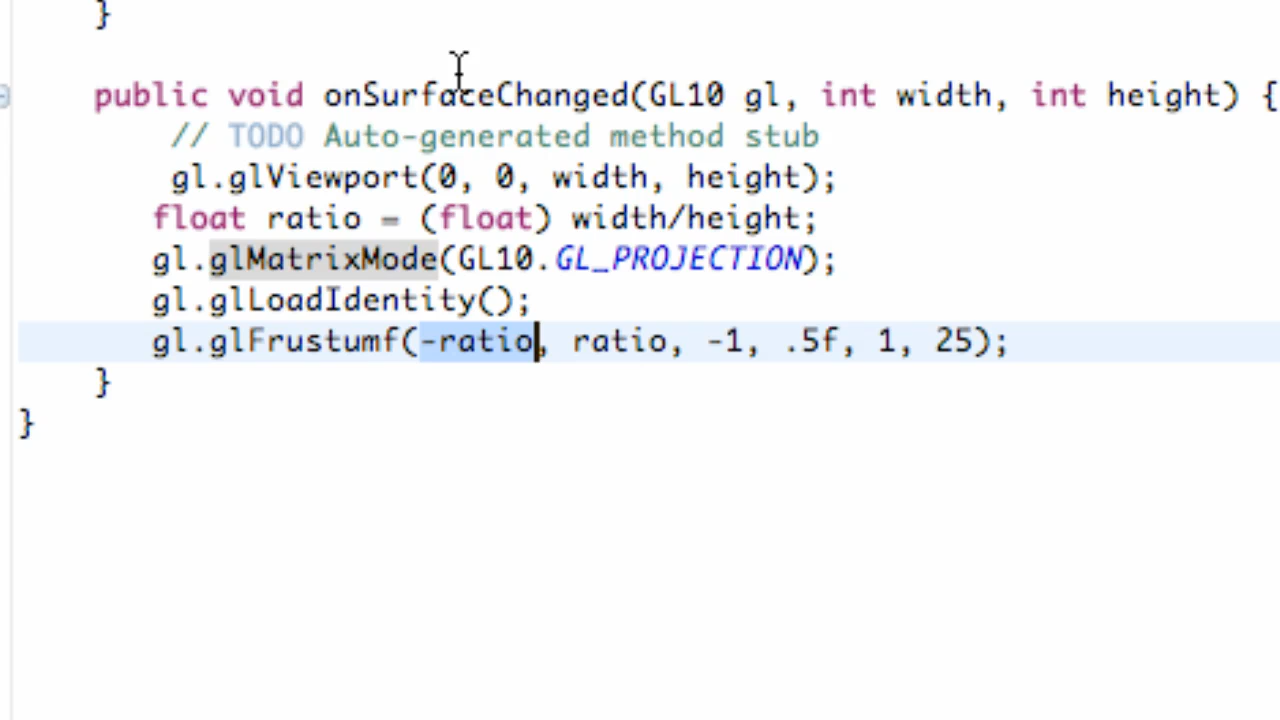 }
public void onSurfaceChanged(GL10 gl, int width, int height) {
// TODO Auto-generated method stub
gl.glViewport(0, 0, width, height);
float ratio = (float) width/height;
gl.glMatrixMode(GL10.GL_PROJECTION);
gl.glLoadIdentity();
gl.glFrustumf(-ratio, ratio, -1, .5f, 1, 25);
}
}